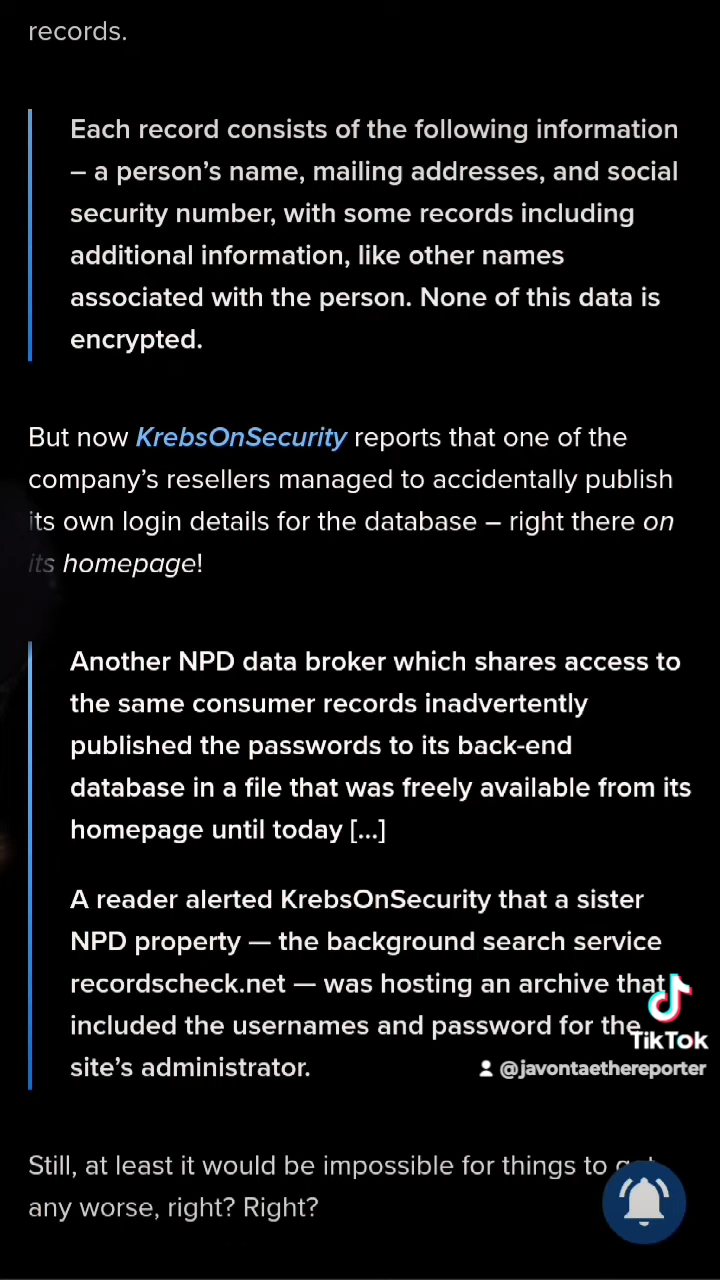 records.
Each record consists of the following information
– a person’s name, mailing addresses, and social
security number, with some records including
additional information, like other names
associated with the person. None of this data is
encrypted.
But now KrebsOnSecurity reports that one of the
company’s resellers managed to accidentally publish
its own login details for the database – right there on
its homepage!
Another NPD data broker which shares access to
the same consumer records inadvertently
published the passwords to its back-end
database in a file that was freely available from its
homepage until today [...]
A reader alerted KrebsOnSecurity that a sister
NPD property — the background search service
recordscheck.net — was hosting an archive that
included the usernames and password for the
site’s administrator.
TikTok
@javontaethereporter
Still, at least it would be impossible for things to
any worse, right? Right?